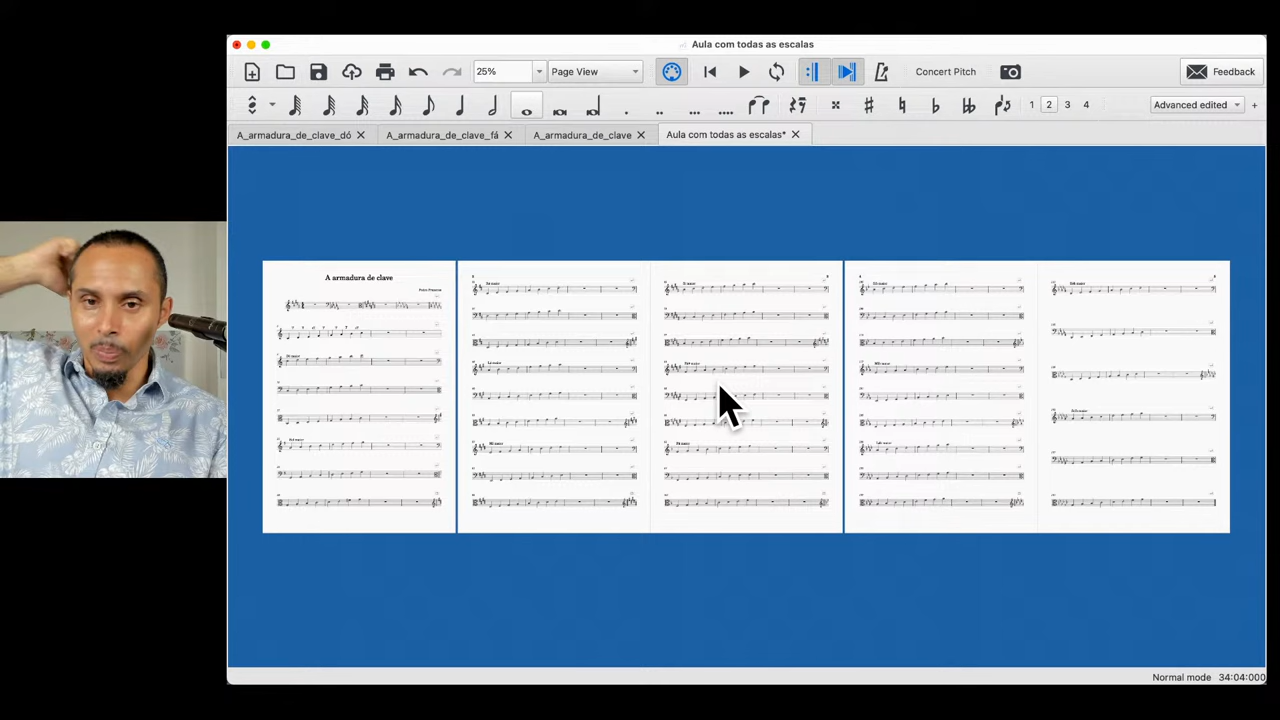 Aula com todas as escalas
25%
Page View
Concert Pitch
Feedback
1 2 3 4
Advanced edited
A_armadura_de_clave_dó
A_armadura_de_clave_fá
A_armadura_de_clave
Aula com todas as escalas*
A armadura de clave
Normal mode 34:04:000